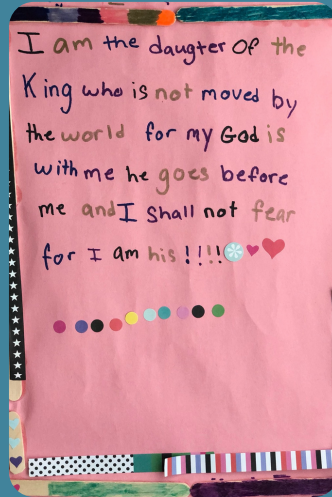 I am the daugter of the
King who is not moved by
the world for my God is
with me he goes before
me and I Shall not fear
for I am his !!!!